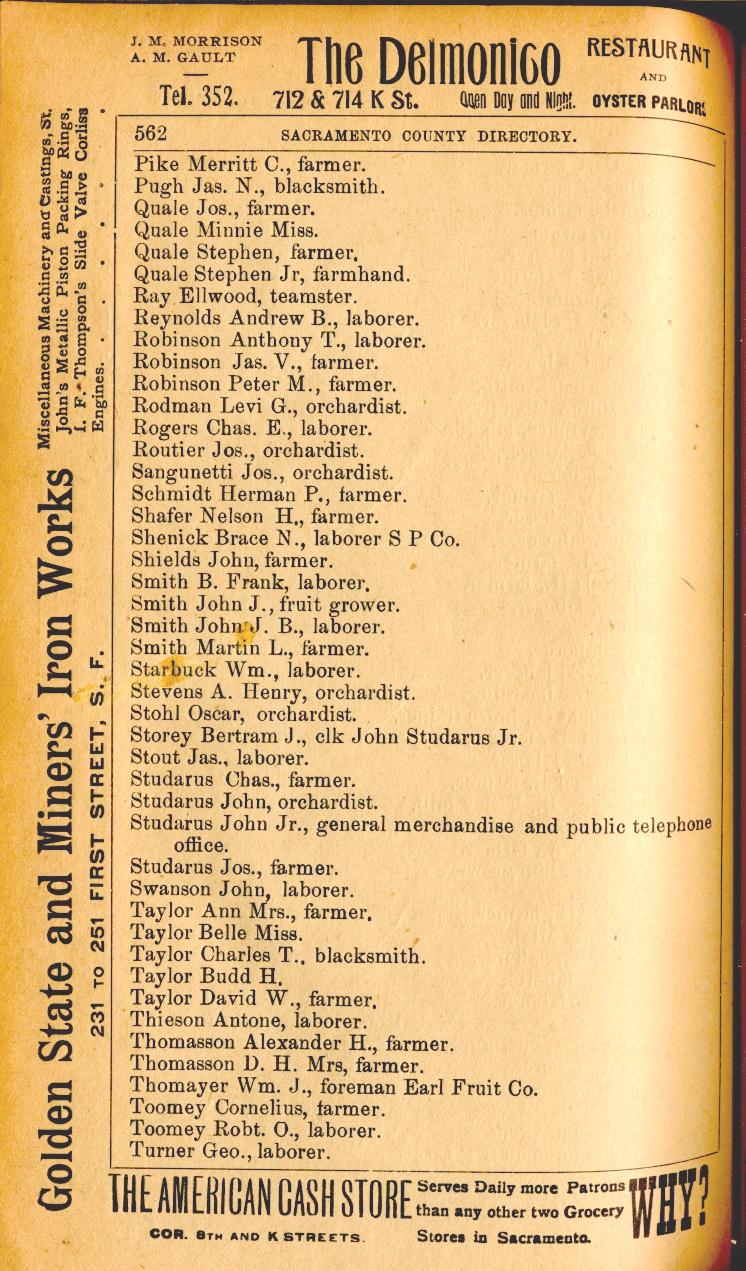 J. M. MORRISON
A. M. GAULT
Tel. 352.
The Delmonico
712 & 714 K St. Open Day and Night.
RESTAURANT
AND
OYSTER PARLORS
562 SACRAMENTO COUNTY DIRECTORY.
Pike Merritt C., farmer.
Pugh Jas. N., blacksmith.
Quale Jos., farmer.
Quale Minnie Miss.
Quale Stephen, farmer.
Quale Stephen Jr, farmhand.
Ray Ellwood, teamster.
Reynolds Andrew B., laborer.
Robinson Anthony T., laborer.
Robinson Jas. V., farmer.
Robinson Peter M., farmer.
Rodman Levi G., orchardist.
Rogers Chas. E., laborer.
Routier Jos., orchardist.
Sangunetti Jos., orchardist.
Schmidt Herman P., farmer.
Shafer Nelson H., farmer.
Shenick Brace N., laborer S P Co.
Shields John, farmer.
Smith B. Frank, laborer.
Smith John J., fruit grower.
Smith John J. B., laborer.
Smith Martin L., farmer.
Starbuck Wm., laborer.
Stevens A. Henry, orchardist.
Stohl Oscar, orchardist.
Storey Bertram J., clk John Studarus Jr.
Stout Jas., laborer.
Studarus Chas., farmer.
Studarus John, orchardist.
Studarus John Jr., general merchandise and public telephone
office.
Studarus Jos., farmer.
Swanson John, laborer.
Taylor Ann Mrs., farmer.
Taylor Belle Miss.
Taylor Charles T., blacksmith.
Taylor Budd H.
Taylor David W., farmer.
Thieson Antone, laborer.
Thomasson Alexander H., farmer.
Thomasson D. H. Mrs, farmer.
Thomayer Wm. J., foreman Earl Fruit Co.
Toomey Cornelius, farmer.
Toomey Robt. O., laborer.
Turner Geo., laborer.
Golden State and Miners' Iron Works
231 TO 251 FIRST STREET, S. F.
Miscellaneous Machinery and Castings, St.
John's Metallic Piston Packing Rings,
I. F. Thompson's Slide Valve Corliss
Engines. . . . . . .
THE AMERICAN CASH STORE
COR. 8TH AND K STREETS.
Serves Daily more Patrons
than any other two Grocery
Stores in Sacramento.
WHY?